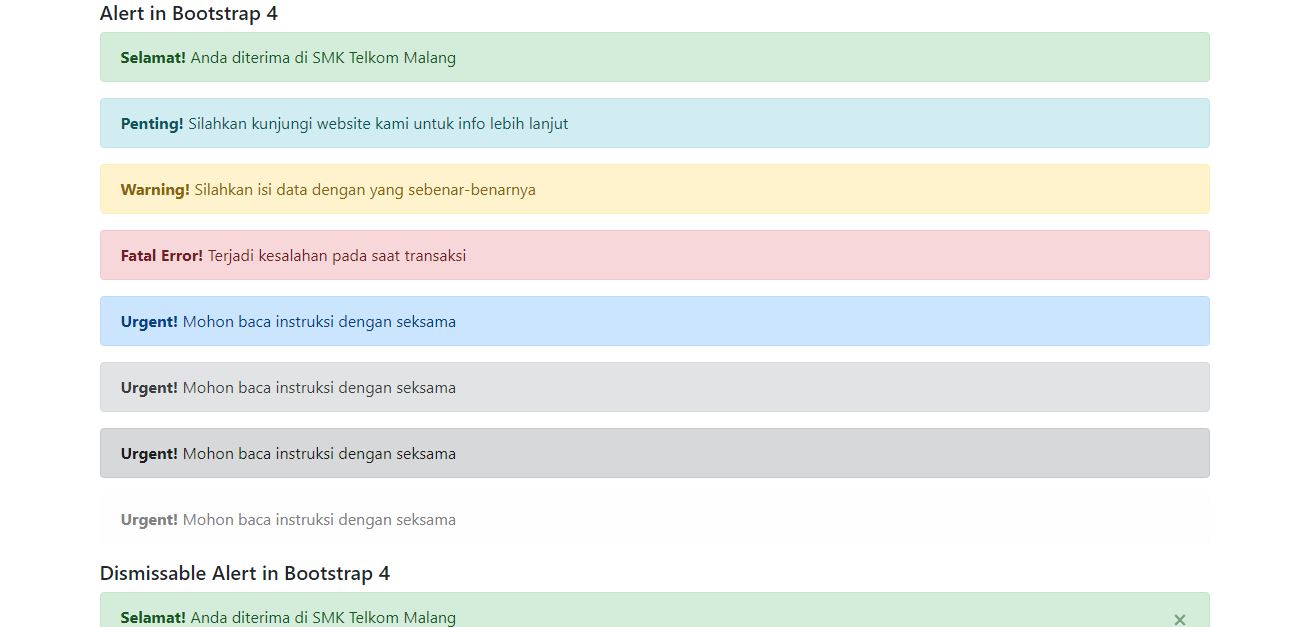 Alert in Bootstrap 4
Selamat! Anda diterima di SMK Telkom Malang
Penting! Silahkan kunjungi website kami untuk info lebih lanjut
Warning! Silahkan isi data dengan yang sebenar-benarnya
Fatal Error! Terjadi kesalahan pada saat transaksi
Urgent! Mohon baca instruksi dengan seksama
Urgent! Mohon baca instruksi dengan seksama
Urgent! Mohon baca instruksi dengan seksama
Urgent! Mohon baca instruksi dengan seksama
Dismissable Alert in Bootstrap 4
Selamat! Anda diterima di SMK Telkom Malang ×